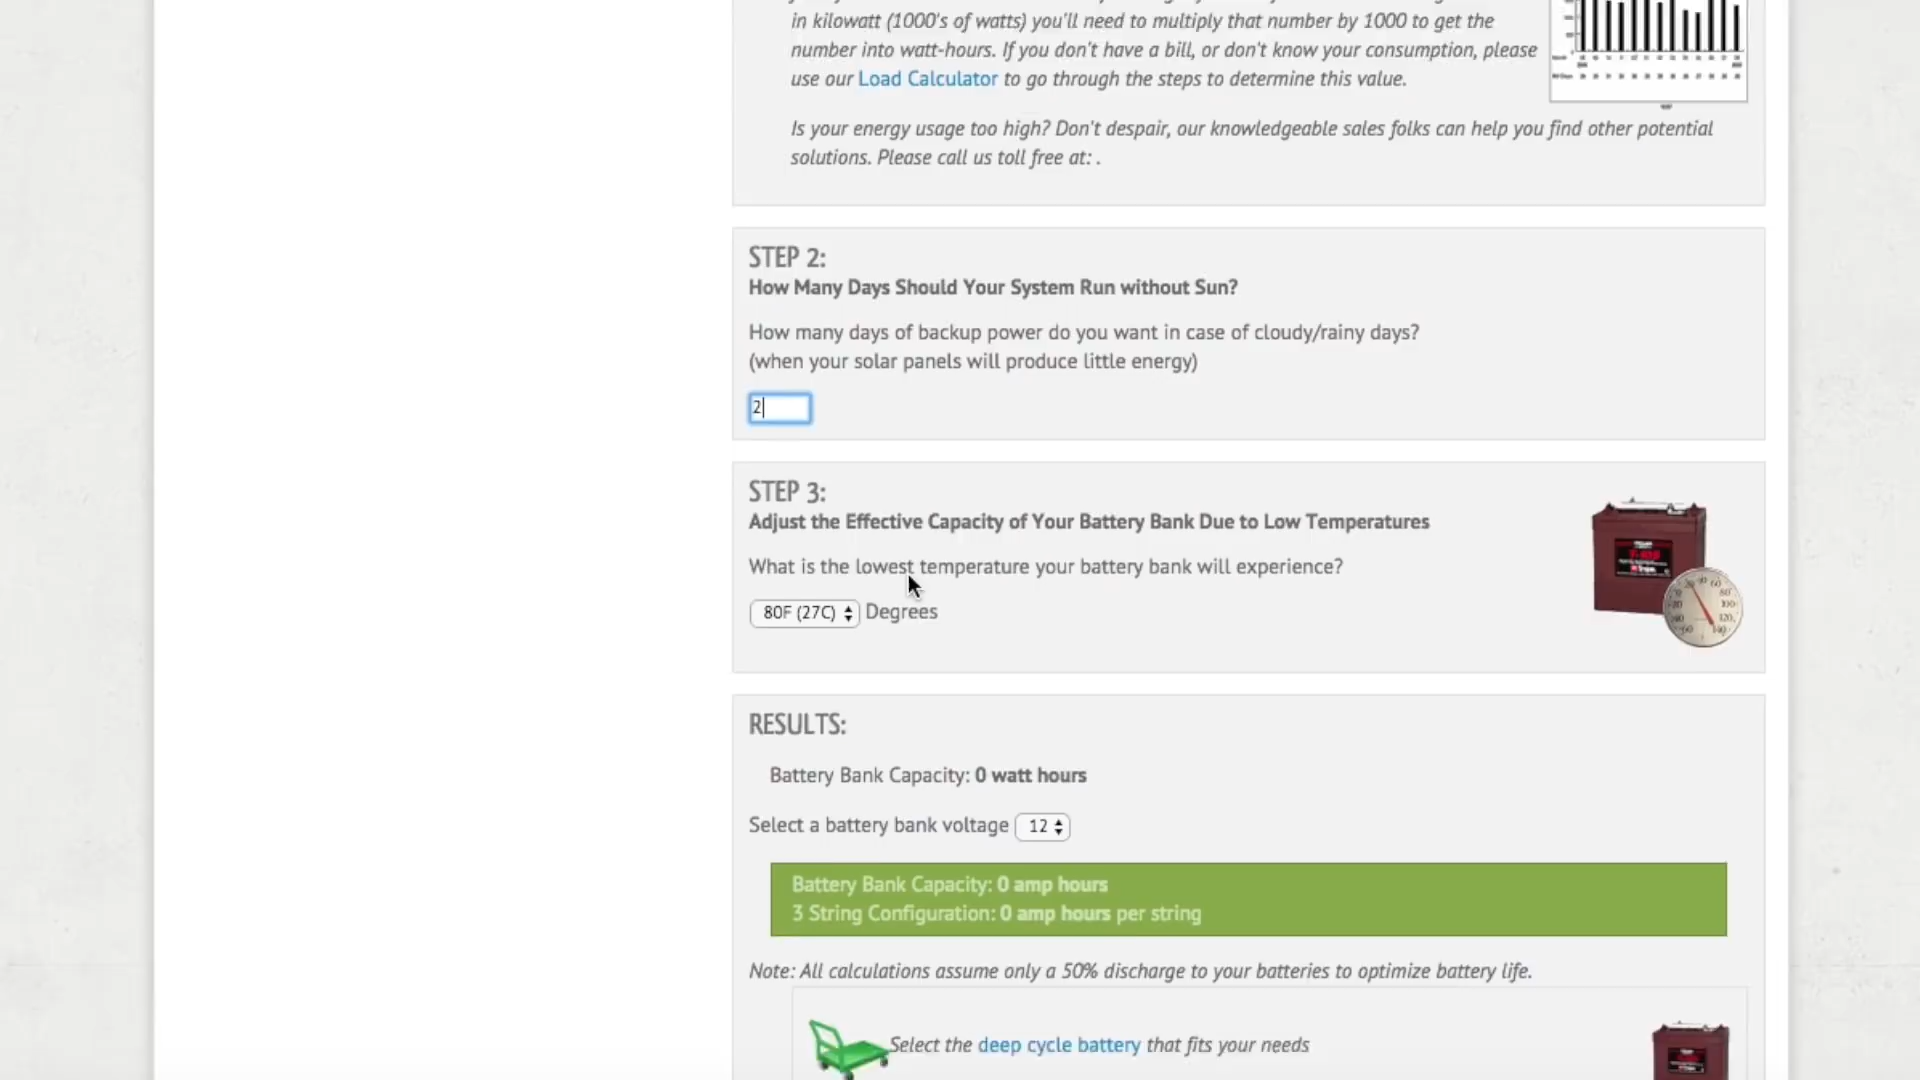 in kilowatt (1000's of watts) you'll need to multiply that number by 1000 to get the
number into watt-hours. If you don't have a bill, or don't know your consumption, please
use our Load Calculator to go through the steps to determine this value.
Is your energy usage too high? Don't despair, our knowledgeable sales folks can help you find other potential
solutions. Please call us toll free at: .
STEP 2:
How Many Days Should Your System Run without Sun?
How many days of backup power do you want in case of cloudy/rainy days?
(when your solar panels will produce little energy)
2
STEP 3:
Adjust the Effective Capacity of Your Battery Bank Due to Low Temperatures
What is the lowest temperature your battery bank will experience?
80F (27C) Degrees
RESULTS:
Battery Bank Capacity: 0 watt hours
Select a battery bank voltage 12
Battery Bank Capacity: 0 amp hours
3 String Configuration: 0 amp hours per string
Note: All calculations assume only a 50% discharge to your batteries to optimize battery life.
Select the deep cycle battery that fits your needs